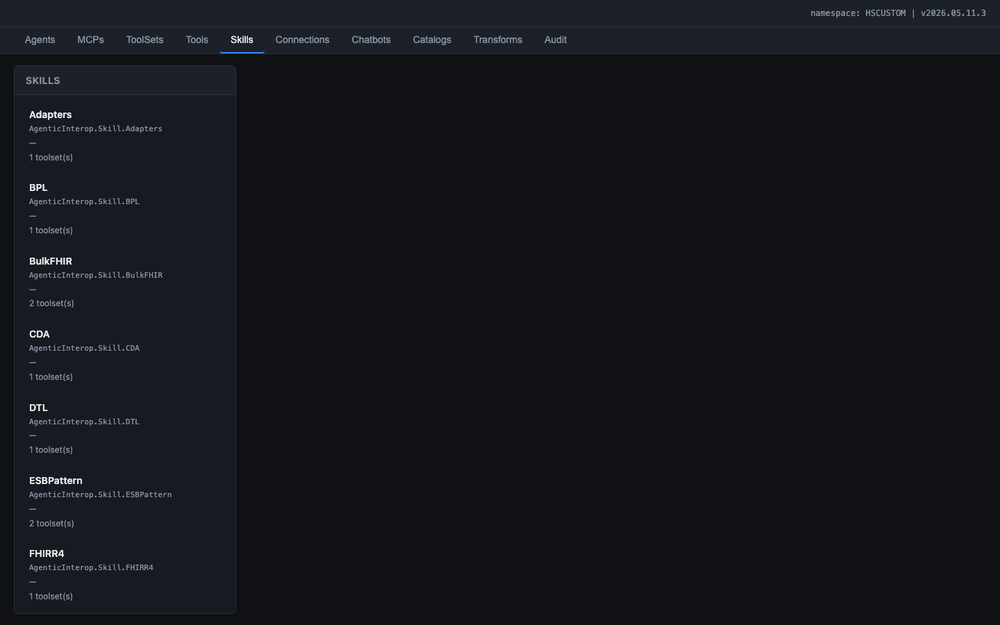 namespace: HSCUSTOM | v2026.05.11.3
Agents MCPs ToolSets Tools Skills Connections Chatbots Catalogs Transforms Audit
SKILLS
Adapters
AgenticInterop.Skill.Adapters
—
1 toolset(s)
BPL
AgenticInterop.Skill.BPL
—
1 toolset(s)
BulkFHIR
AgenticInterop.Skill.BulkFHIR
—
2 toolset(s)
CDA
AgenticInterop.Skill.CDA
—
1 toolset(s)
DTL
AgenticInterop.Skill.DTL
—
1 toolset(s)
ESBPattern
AgenticInterop.Skill.ESBPattern
—
2 toolset(s)
FHIRR4
AgenticInterop.Skill.FHIRR4
—
1 toolset(s)